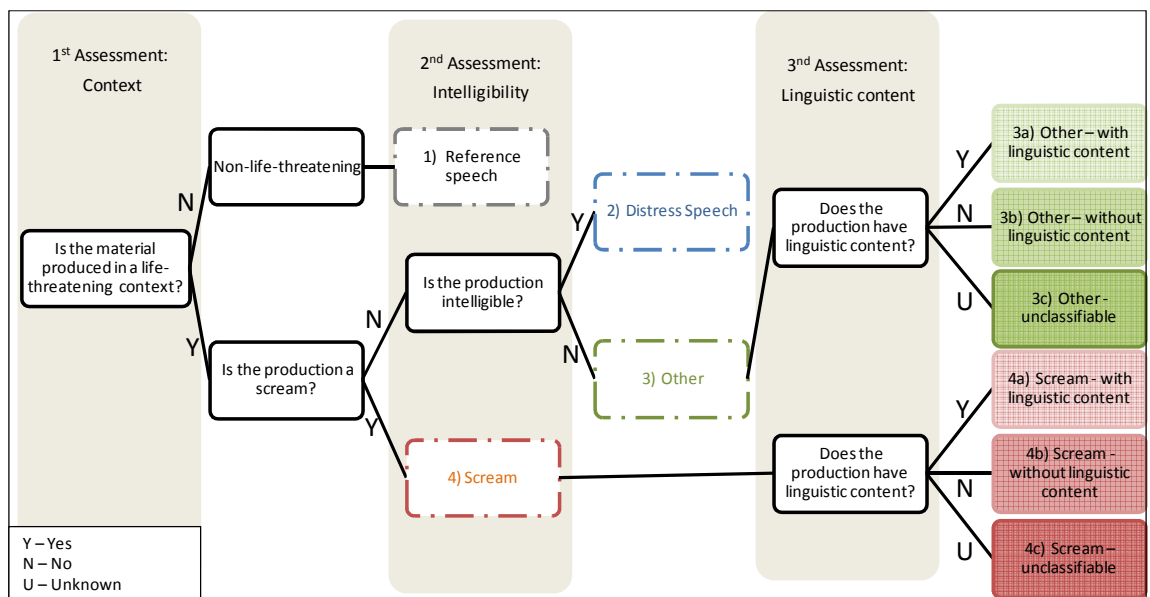 1st Assessment:
Context
2nd Assessment:
Intelligibility
3nd Assessment:
Linguistic content
Is the material
produced in a life-
threatening context?
N
Y
Non-life-threatening
1) Reference
speech
Is the production a
scream?
N
Y
Is the production
intelligible?
Y
N
2) Distress Speech
3) Other
4) Scream
Does the
production have
linguistic content?
Y
N
U
3a) Other – with
linguistic content
3b) Other – without
linguistic content
3c) Other -
unclassifiable
Does the
production have
linguistic content?
Y
N
U
4a) Scream - with
linguistic content
4b) Scream -
without linguistic
content
4c) Scream –
unclassifiable
Y – Yes
N – No
U – Unknown